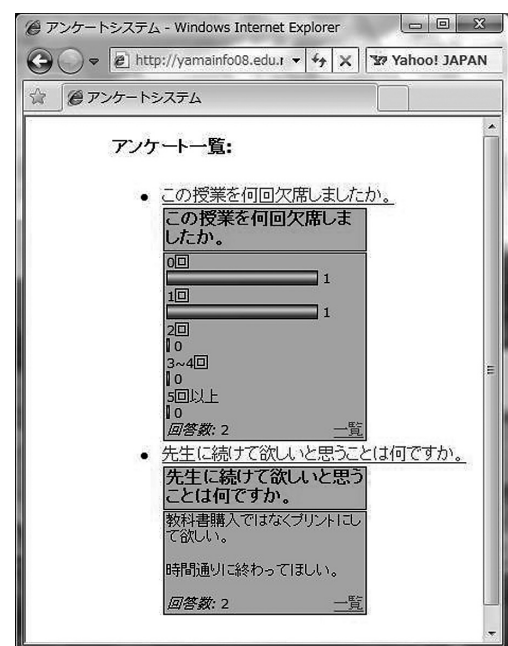 アンケートシステム - Windows Internet Explorer
http://yamainfo08.edu.r
Yahoo! JAPAN
アンケートシステム
アンケート一覧:
この授業を何回欠席しましたか。
この授業を何回欠席しま
したか。
0回
1
1回
1
2回
0
3~4回
0
5回以上
0
回答数: 2 一覧
先生に続けて欲しいと思うことは何ですか。
先生に続けて欲しいと思う
ことは何ですか。
教科書購入ではなくプリントにし
て欲しい。
時間通りに終わってほしい。
回答数: 2 一覧